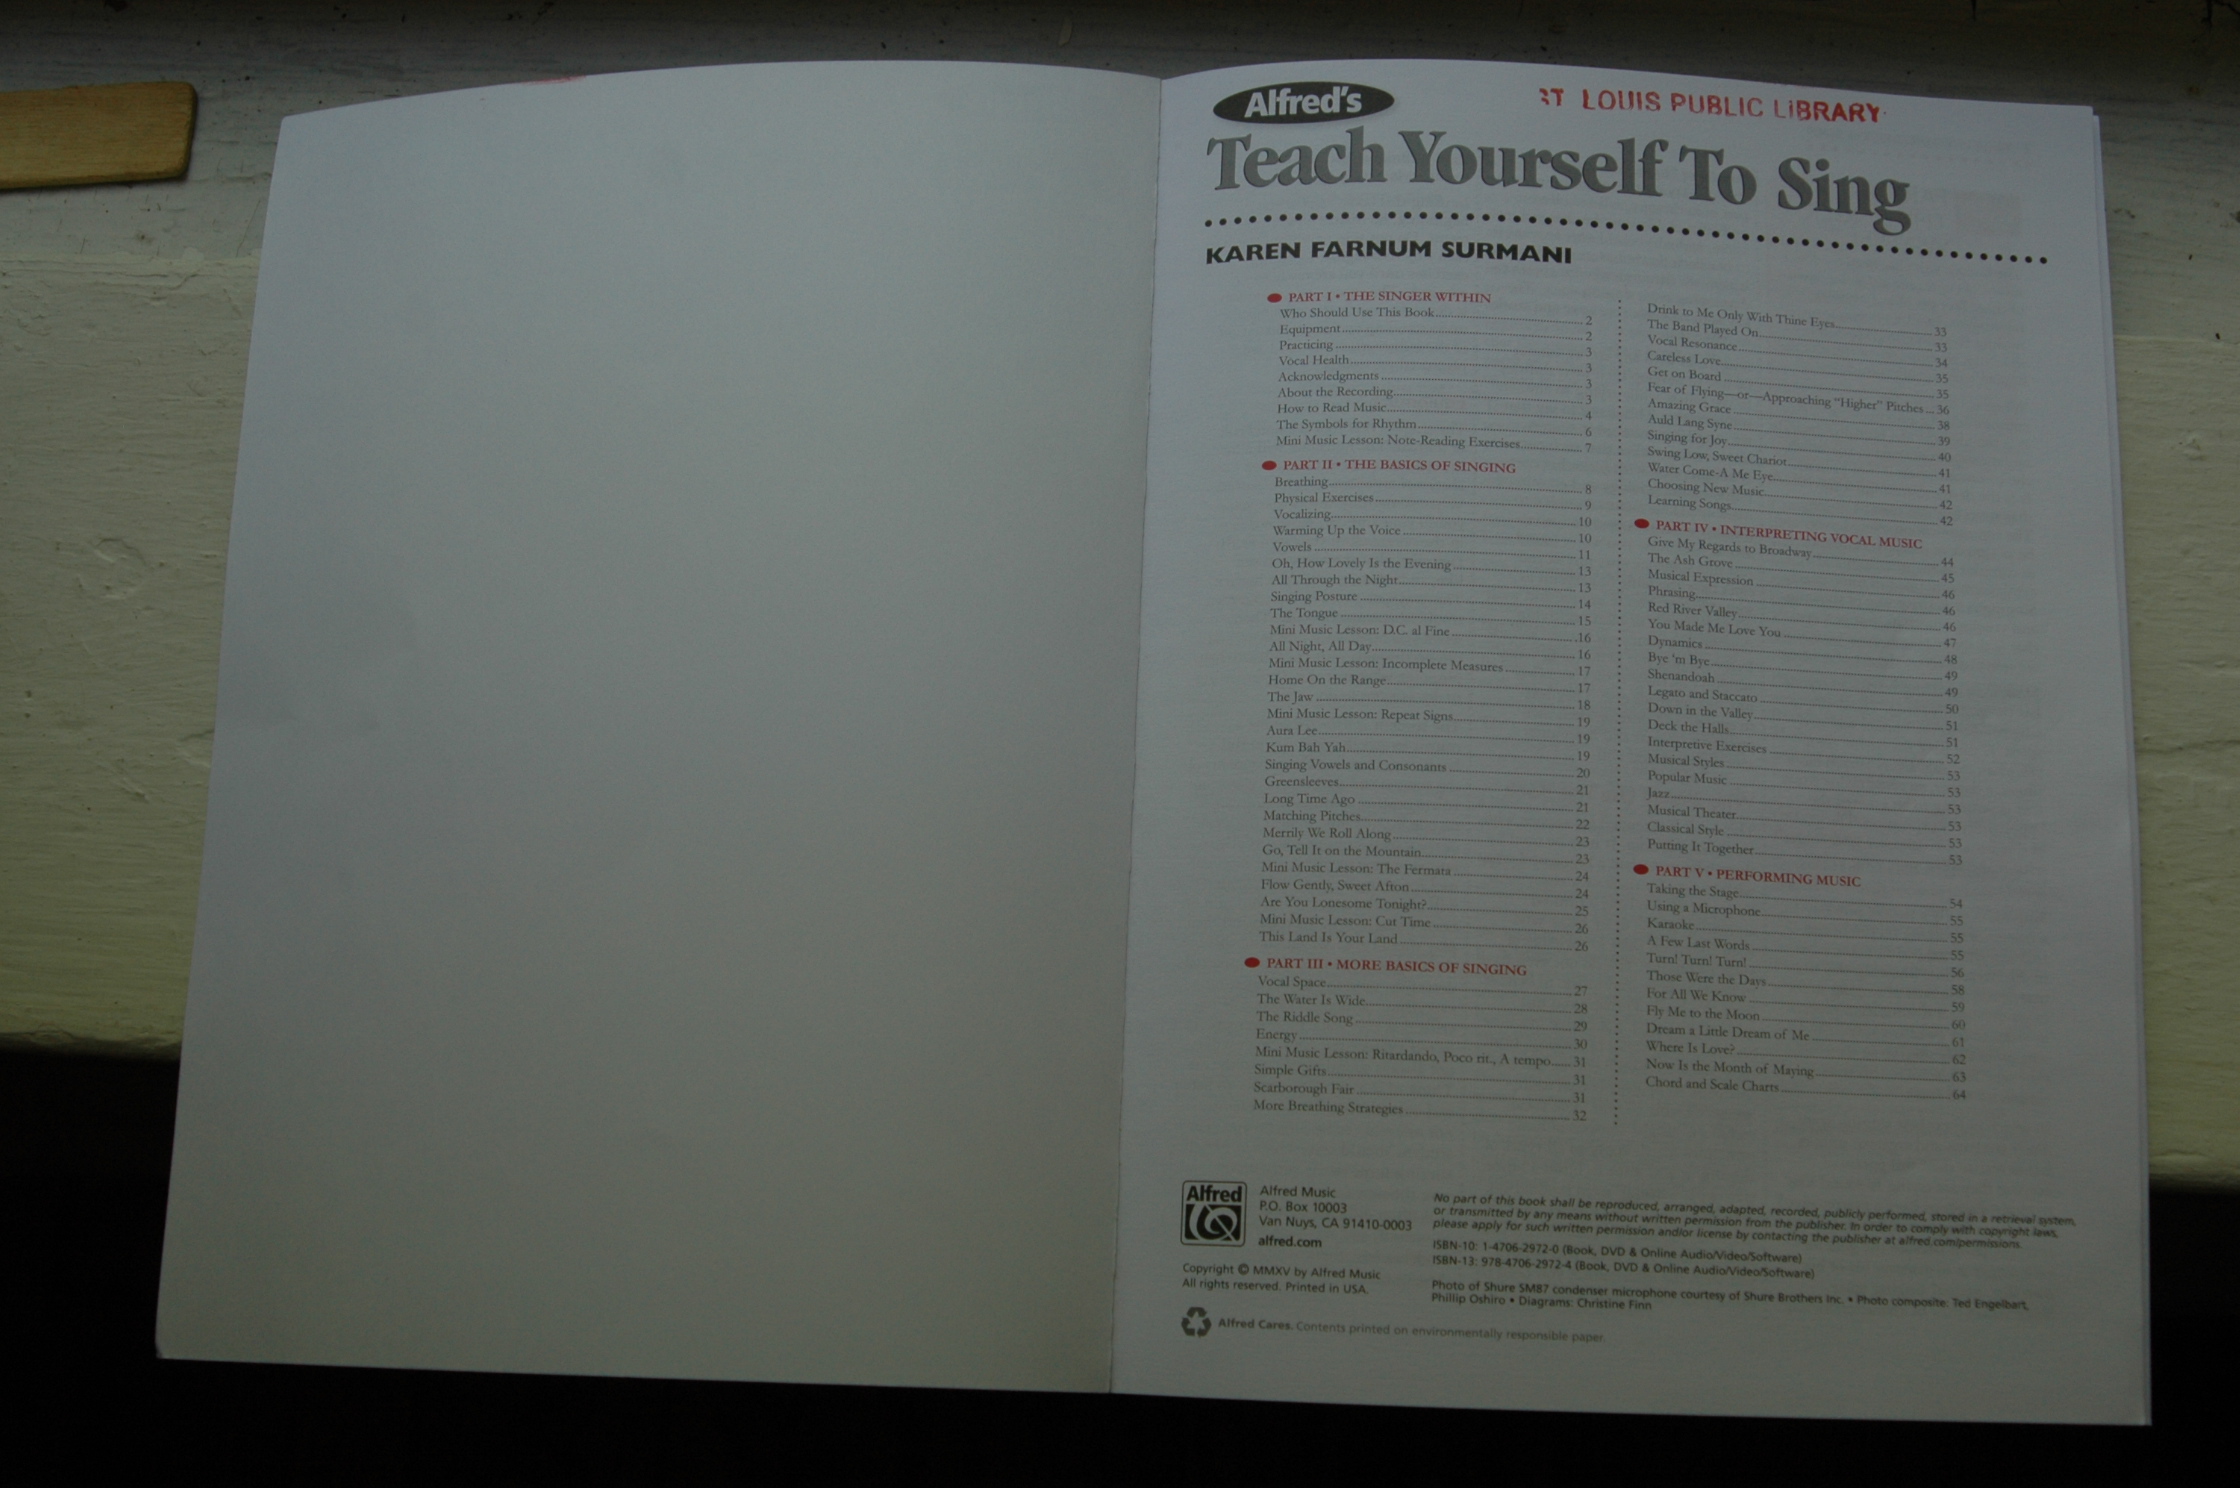 Alfred's
ST LOUIS PUBLIC LIBRARY
Teach Yourself To Sing
KAREN FARNUM SURMANI
PART I • THE SINGER WITHIN
Who Should Use This Book 2
Equipment 2
Practicing 3
Vocal Health 3
Acknowledgments 3
About the Recording 3
How to Read Music 4
The Symbols for Rhythm 6
Mini Music Lesson: Note-Reading Exercises 7
PART II • THE BASICS OF SINGING
Breathing 8
Physical Exercises 9
Vocalizing 10
Warming Up the Voice 10
Vowels 11
Oh, How Lovely Is the Evening 13
All Through the Night 13
Singing Posture 14
The Tongue 15
Mini Music Lesson: D.C. al Fine 16
All Night, All Day 16
Mini Music Lesson: Incomplete Measures 17
Home On the Range 17
The Jaw 18
Mini Music Lesson: Repeat Signs 19
Aura Lee 19
Kum Bah Yah 19
Singing Vowels and Consonants 20
Greensleeves 21
Long Time Ago 21
Matching Pitches 22
Merrily We Roll Along 23
Go, Tell It on the Mountain 23
Mini Music Lesson: The Fermata 24
Flow Gently, Sweet Afton 24
Are You Lonesome Tonight? 25
Mini Music Lesson: Cut Time 26
This Land Is Your Land 26
PART III • MORE BASICS OF SINGING
Vocal Space 27
The Water Is Wide 28
The Riddle Song 29
Energy 30
Mini Music Lesson: Ritardando, Poco rit., A tempo 31
Simple Gifts 31
Scarborough Fair 31
More Breathing Strategies 32
Drink to Me Only With Thine Eyes 33
The Band Played On 33
Vocal Resonance 34
Careless Love 35
Get on Board 35
Fear of Flying—or—Approaching "Higher" Pitches 36
Amazing Grace 38
Auld Lang Syne 39
Singing for Joy 40
Swing Low, Sweet Chariot 41
Water Come-A Me Eye 41
Choosing New Music 42
Learning Songs 42
PART IV • INTERPRETING VOCAL MUSIC
Give My Regards to Broadway 44
The Ash Grove 45
Musical Expression 46
Phrasing 46
Red River Valley 46
You Made Me Love You 47
Dynamics 48
Bye 'm Bye 49
Shenandoah 49
Legato and Staccato 50
Down in the Valley 51
Deck the Halls 51
Interpretive Exercises 52
Musical Styles 53
Popular Music 53
Jazz 53
Musical Theater 53
Classical Style 53
Putting It Together 53
PART V • PERFORMING MUSIC
Taking the Stage 54
Using a Microphone 55
Karaoke 55
A Few Last Words 55
Turn! Turn! Turn! 56
Those Were the Days 58
For All We Know 59
Fly Me to the Moon 60
Dream a Little Dream of Me 61
Where Is Love? 62
Now Is the Month of Maying 63
Chord and Scale Charts 64
Alfred
Alfred Music
P.O. Box 10003
Van Nuys, CA 91410-0003
alfred.com
Copyright © MMXV by Alfred Music
All rights reserved. Printed in USA.
No part of this book shall be reproduced, arranged, adapted, recorded, publicly performed, stored in a retrieval system,
or transmitted by any means without written permission from the publisher. In order to comply with copyright laws,
please apply for such written permission and/or license by contacting the publisher at alfred.com/permissions.
ISBN-10: 1-4706-2972-0 (Book, DVD & Online Audio/Video/Software)
ISBN-13: 978-4706-2972-4 (Book, DVD & Online Audio/Video/Software)
Photo of Shure SM87 condenser microphone courtesy of Shure Brothers Inc. • Photo composite: Ted Engelbart,
Phillip Oshiro • Diagrams: Christine Finn
Alfred Cares. Contents printed on environmentally responsible paper.